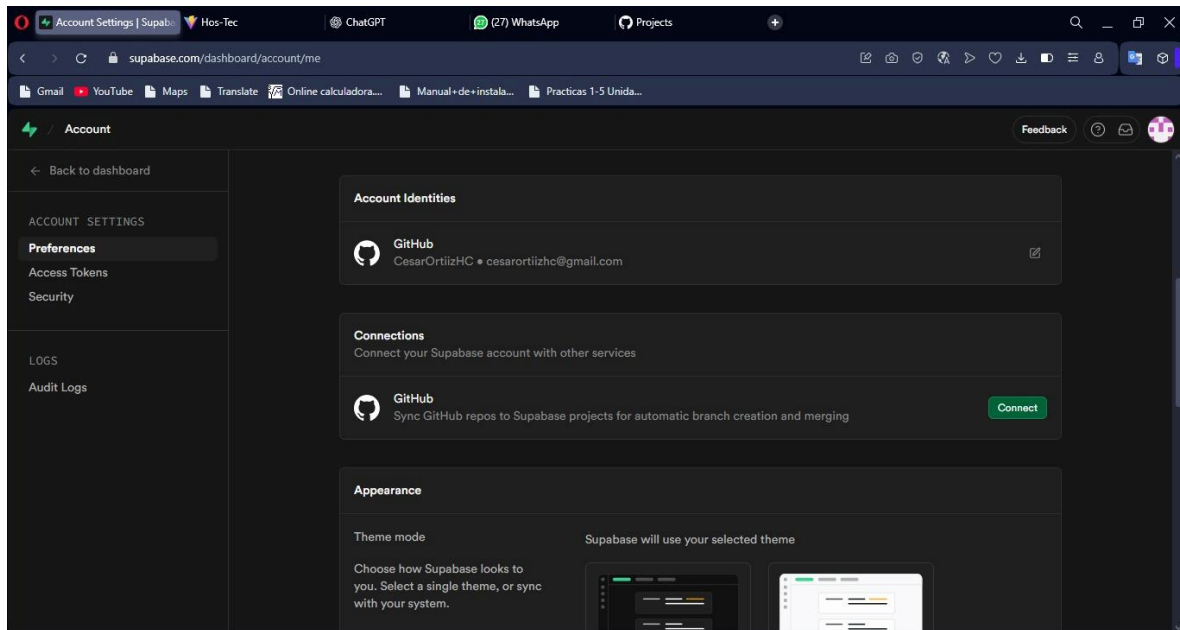 Account Settings | Supaba
Hos-Tec
ChatGPT
27
(27) WhatsApp
Projects
supabase.com/dashboard/account/me
Gmail
YouTube
Maps
Translate
Online calculadora....
Manual+de+instala...
Practicas 1-5 Unida...
/ Account
Feedback
← Back to dashboard
ACCOUNT SETTINGS
Preferences
Access Tokens
Security
LOGS
Audit Logs
Account Identities
GitHub
CesarOrtiizHC • cesarortiizhc@gmail.com
Connections
Connect your Supabase account with other services
GitHub
Sync GitHub repos to Supabase projects for automatic branch creation and merging
Connect
Appearance
Theme mode
Choose how Supabase looks to
you. Select a single theme, or sync
with your system.
Supabase will use your selected theme